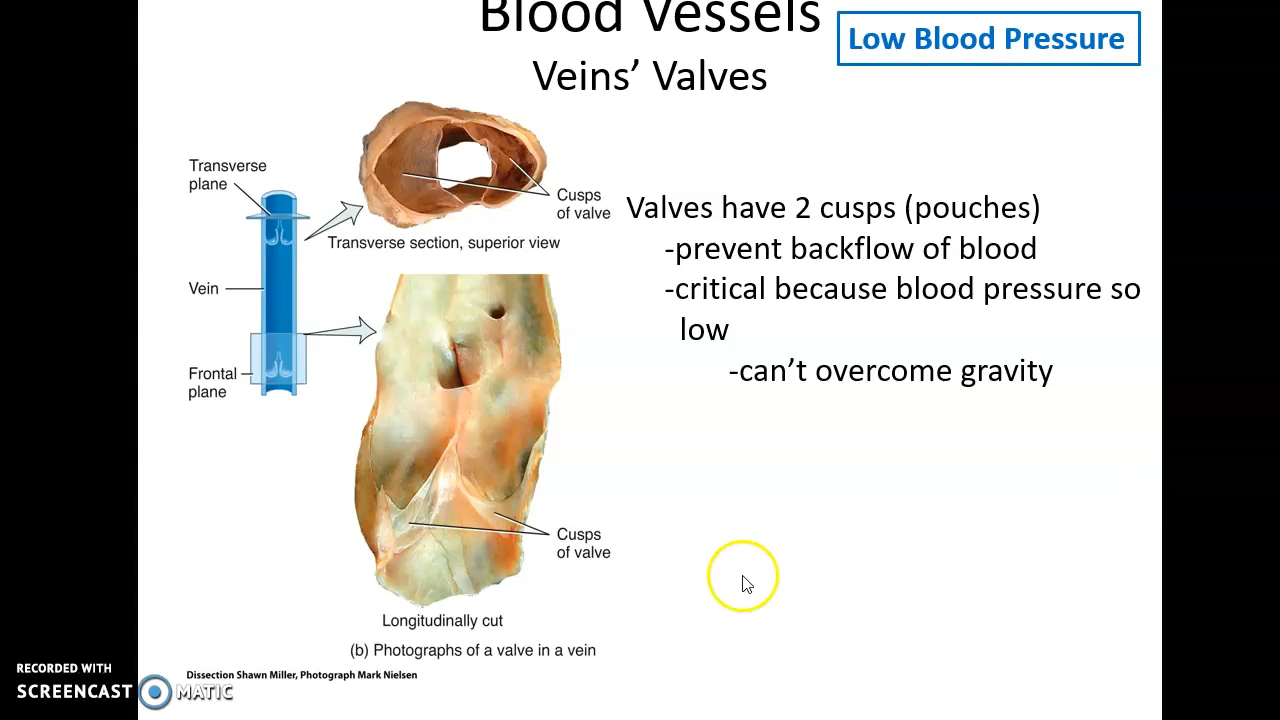 Blood Vessels
Low Blood Pressure
Veins’ Valves
Transverse
plane
Cusps
of valve
Transverse section, superior view
Vein
Frontal
plane
Cusps
of valve
Longitudinally cut
(b) Photographs of a valve in a vein
Dissection Shawn Miller, Photograph Mark Nielsen
Valves have 2 cusps (pouches)
-prevent backflow of blood
-critical because blood pressure so
low
-can’t overcome gravity
RECORDED WITH
SCREENCAST MATIC